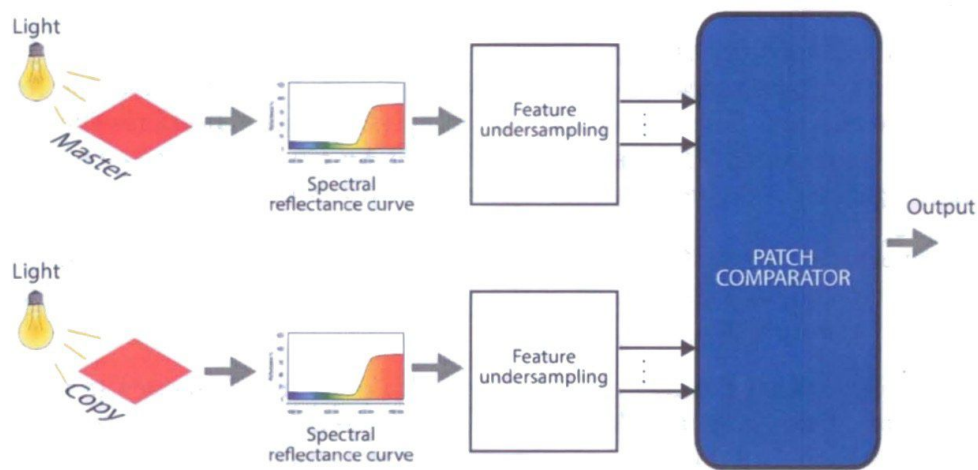 Light
Master
Spectral
reflectance curve
Feature
undersampling
PATCH
COMPARATOR
Output
Light
Copy
Spectral
reflectance curve
Feature
undersampling